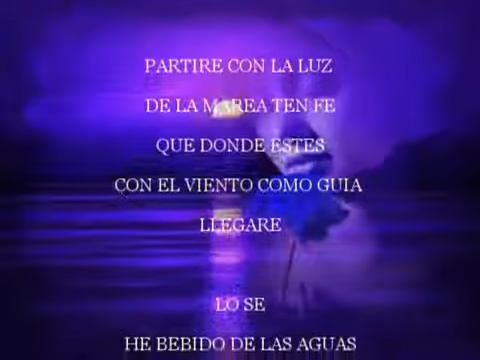 PARTIRE CON LA LUZ
DE LA MAREA TEN FE
QUE DONDE ESTES
CON EL VIENTO COMO GUIA
LLEGARE
LO SE
HE BEBIDO DE LAS AGUAS